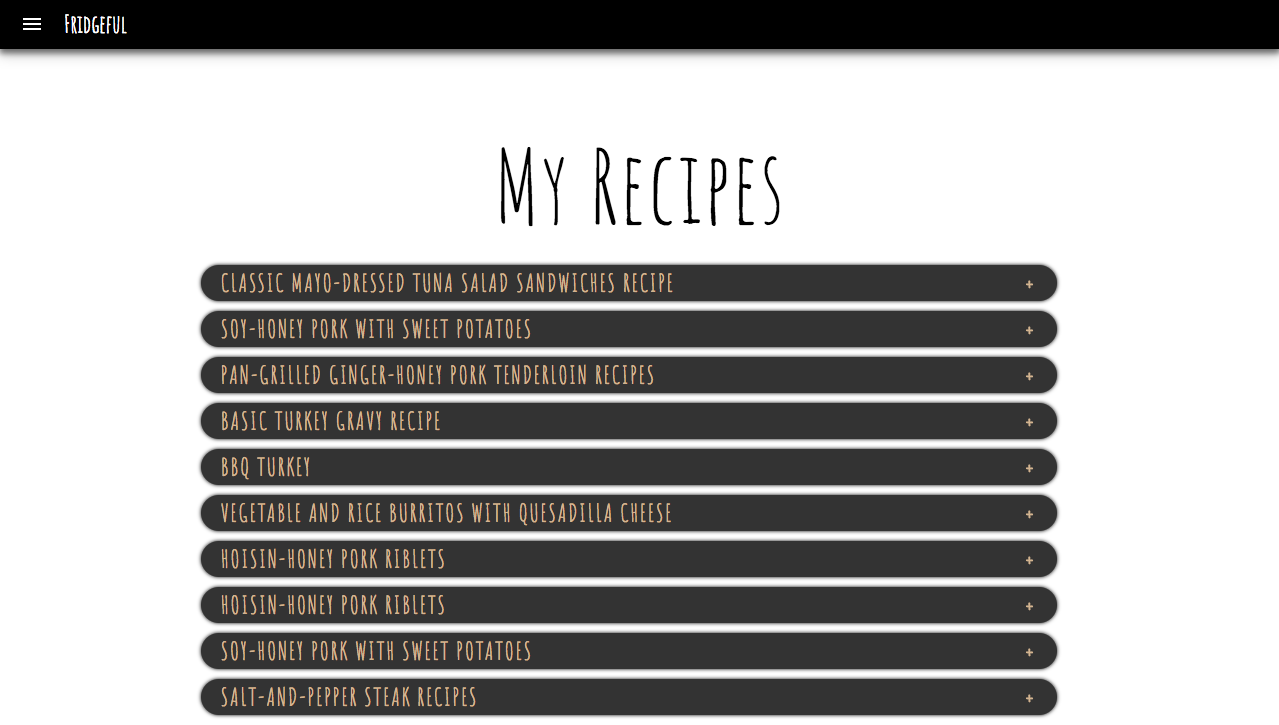 Fridgeful
My Recipes
CLASSIC MAYO-DRESSED TUNA SALAD SANDWICHES RECIPE +
SOY-HONEY PORK WITH SWEET POTATOES +
PAN-GRILLED GINGER-HONEY PORK TENDERLOIN RECIPES +
BASIC TURKEY GRAVY RECIPE +
BBQ TURKEY +
VEGETABLE AND RICE BURRITOS WITH QUESADILLA CHEESE +
HOISIN-HONEY PORK RIBLETS +
HOISIN-HONEY PORK RIBLETS +
SOY-HONEY PORK WITH SWEET POTATOES +
SALT-AND-PEPPER STEAK RECIPES +